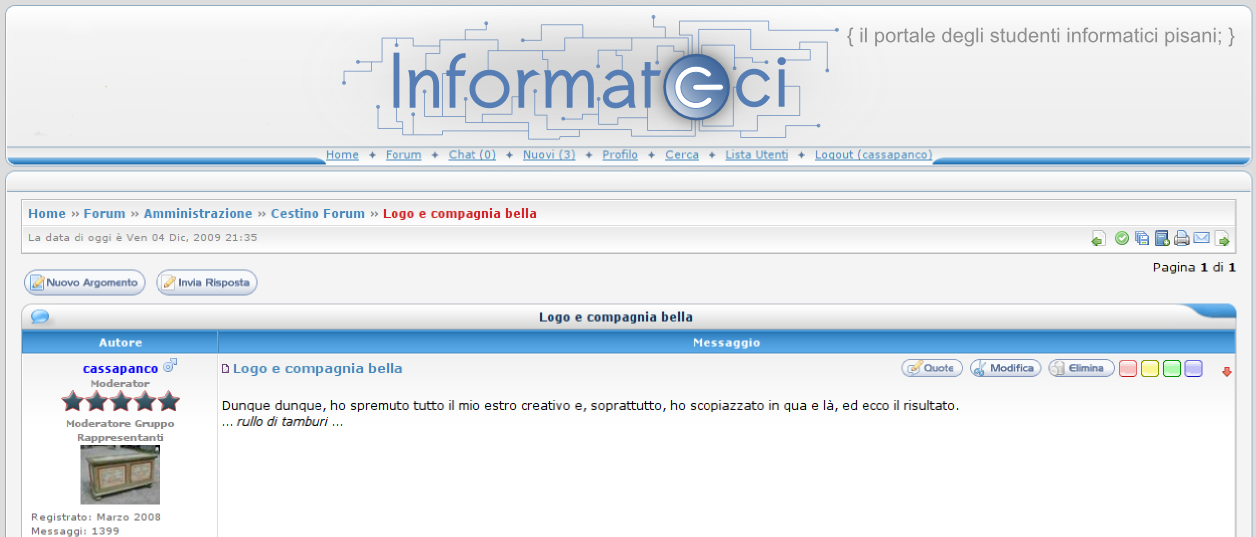 { il portale degli studenti informatici pisani; }
Informateci
Home + Forum + Chat (0) + Nuovi (3) + Profilo + Cerca + Lista Utenti + Logout (cassapanco)
Home » Forum » Amministrazione » Cestino Forum » Logo e compagnia bella
La data di oggi è Ven 04 Dic, 2009 21:35
Pagina 1 di 1
Nuovo Argomento Invia Risposta
Logo e compagnia bella
Autore Messaggio
cassapanco
Moderator
Moderatore Gruppo
Rappresentanti
Registrato: Marzo 2008
Messaggi: 1399
Logo e compagnia bella Quote Modifica Elimina
Dunque dunque, ho spremuto tutto il mio estro creativo e, soprattutto, ho scopiazzato in qua e là, ed ecco il risultato.
... rullo di tamburi ...